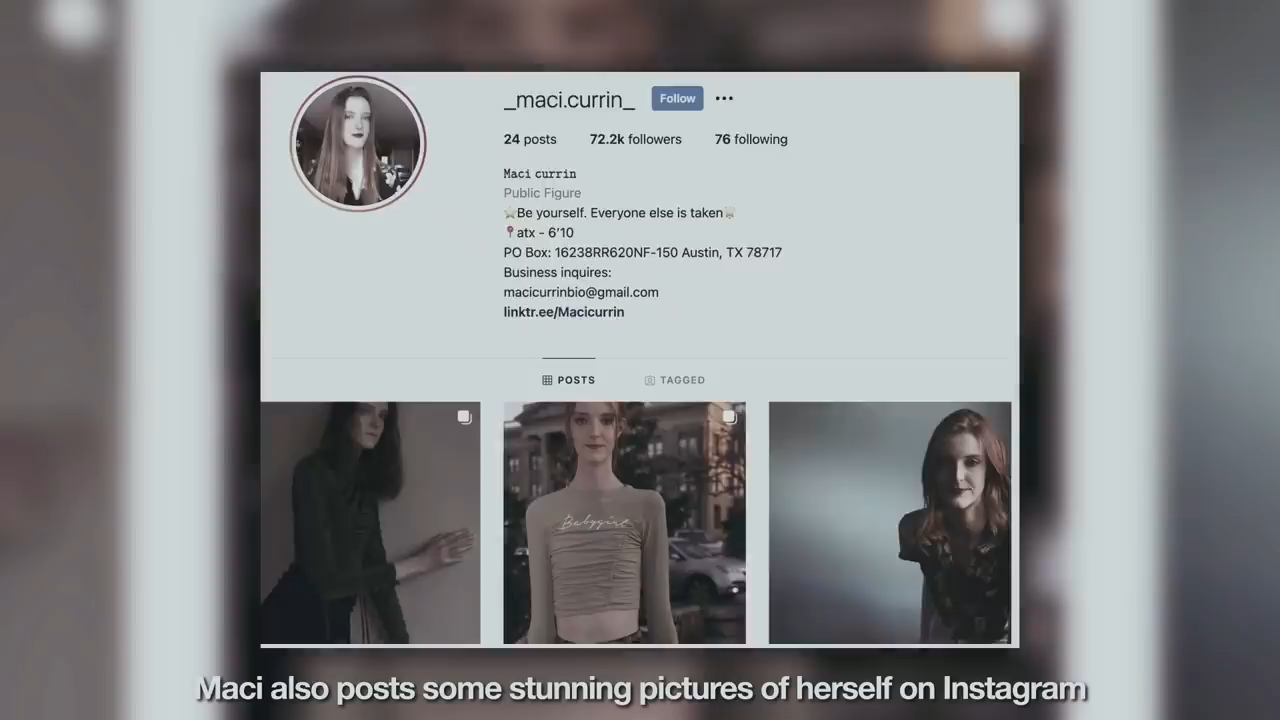 _maci.currin_ Follow
24 posts 72.2k followers 76 following
Maci currin
Public Figure
Be yourself. Everyone else is taken
atx - 6'10
PO Box: 16238RR620NF-150 Austin, TX 78717
Business inquires:
macicurrinbio@gmail.com
linktr.ee/Macicurrin
POSTS TAGGED
Babygirl
Maci also posts some stunning pictures of herself on Instagram